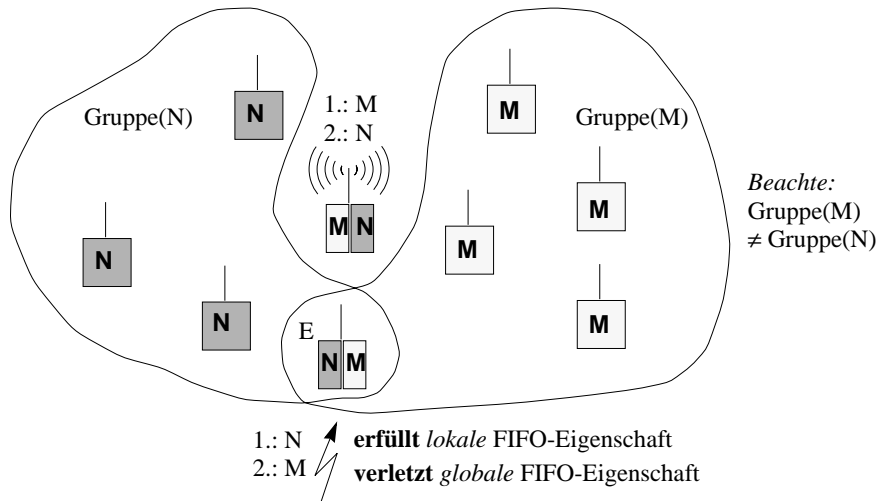 Gruppe(N)
N
1.: M
2.: N
M
Gruppe(M)
M N
M
M
Beachte:
Gruppe(M)
≠ Gruppe(N)
N
N
M
E
N M
1.: N
2.: M
erfüllt lokale FIFO-Eigenschaft
verletzt globale FIFO-Eigenschaft